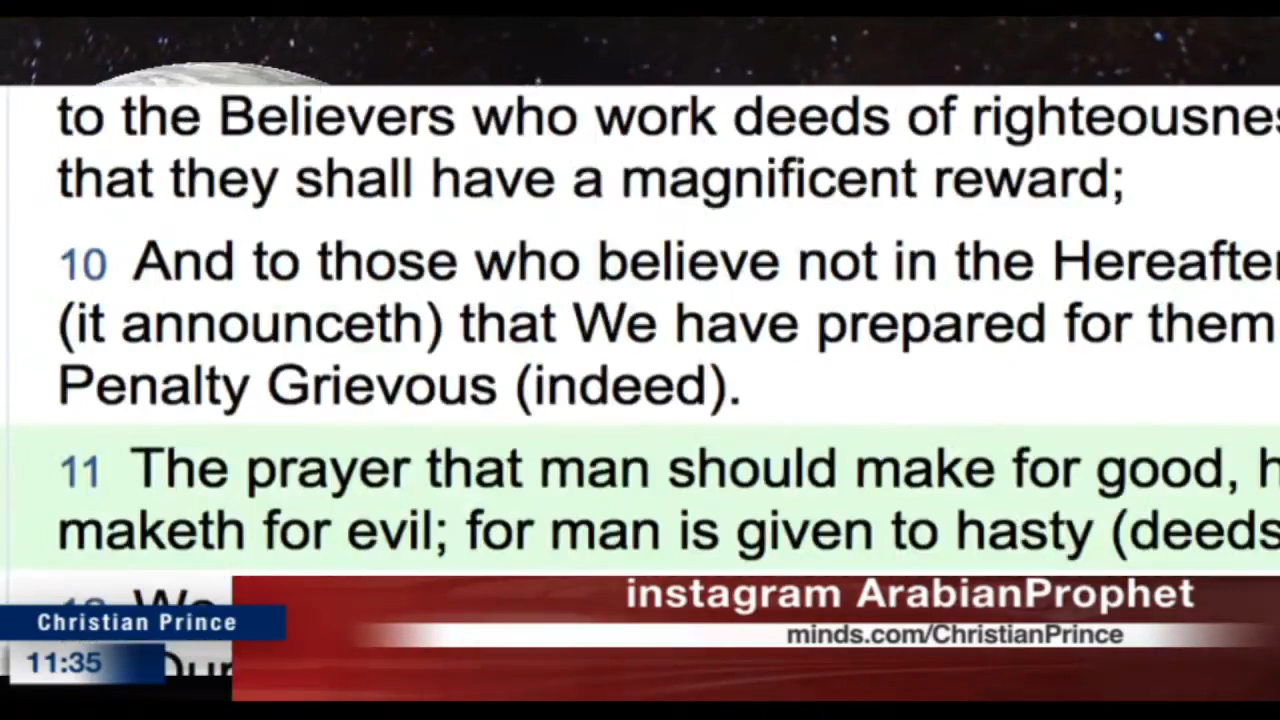 to the Believers who work deeds of righteousne
that they shall have a magnificent reward;
10 And to those who believe not in the Hereafter
(it announceth) that We have prepared for them
Penalty Grievous (indeed).
11 The prayer that man should make for good, h
maketh for evil; for man is given to hasty (deeds
We
instagram ArabianProphet
Christian Prince
minds.com/ChristianPrince
11:35
Our